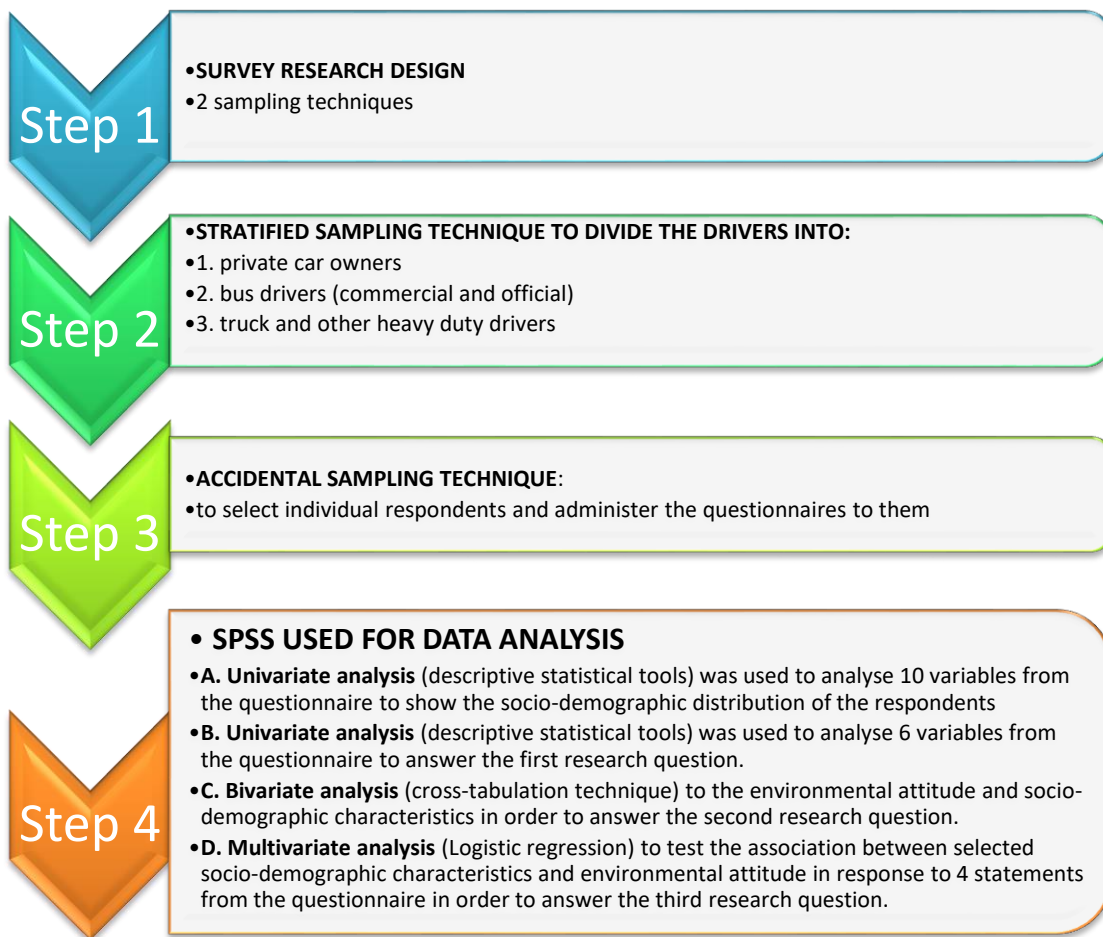 Step 1
•SURVEY RESEARCH DESIGN
•2 sampling techniques
Step 2
•STRATIFIED SAMPLING TECHNIQUE TO DIVIDE THE DRIVERS INTO:
•1. private car owners
•2. bus drivers (commercial and official)
•3. truck and other heavy duty drivers
Step 3
•ACCIDENTAL SAMPLING TECHNIQUE:
•to select individual respondents and administer the questionnaires to them
Step 4
• SPSS USED FOR DATA ANALYSIS
•A. Univariate analysis (descriptive statistical tools) was used to analyse 10 variables from
the questionnaire to show the socio-demographic distribution of the respondents
•B. Univariate analysis (descriptive statistical tools) was used to analyse 6 variables from
the questionnaire to answer the first research question.
•C. Bivariate analysis (cross-tabulation technique) to the environmental attitude and socio-
demographic characteristics in order to answer the second research question.
•D. Multivariate analysis (Logistic regression) to test the association between selected
socio-demographic characteristics and environmental attitude in response to 4 statements
from the questionnaire in order to answer the third research question.